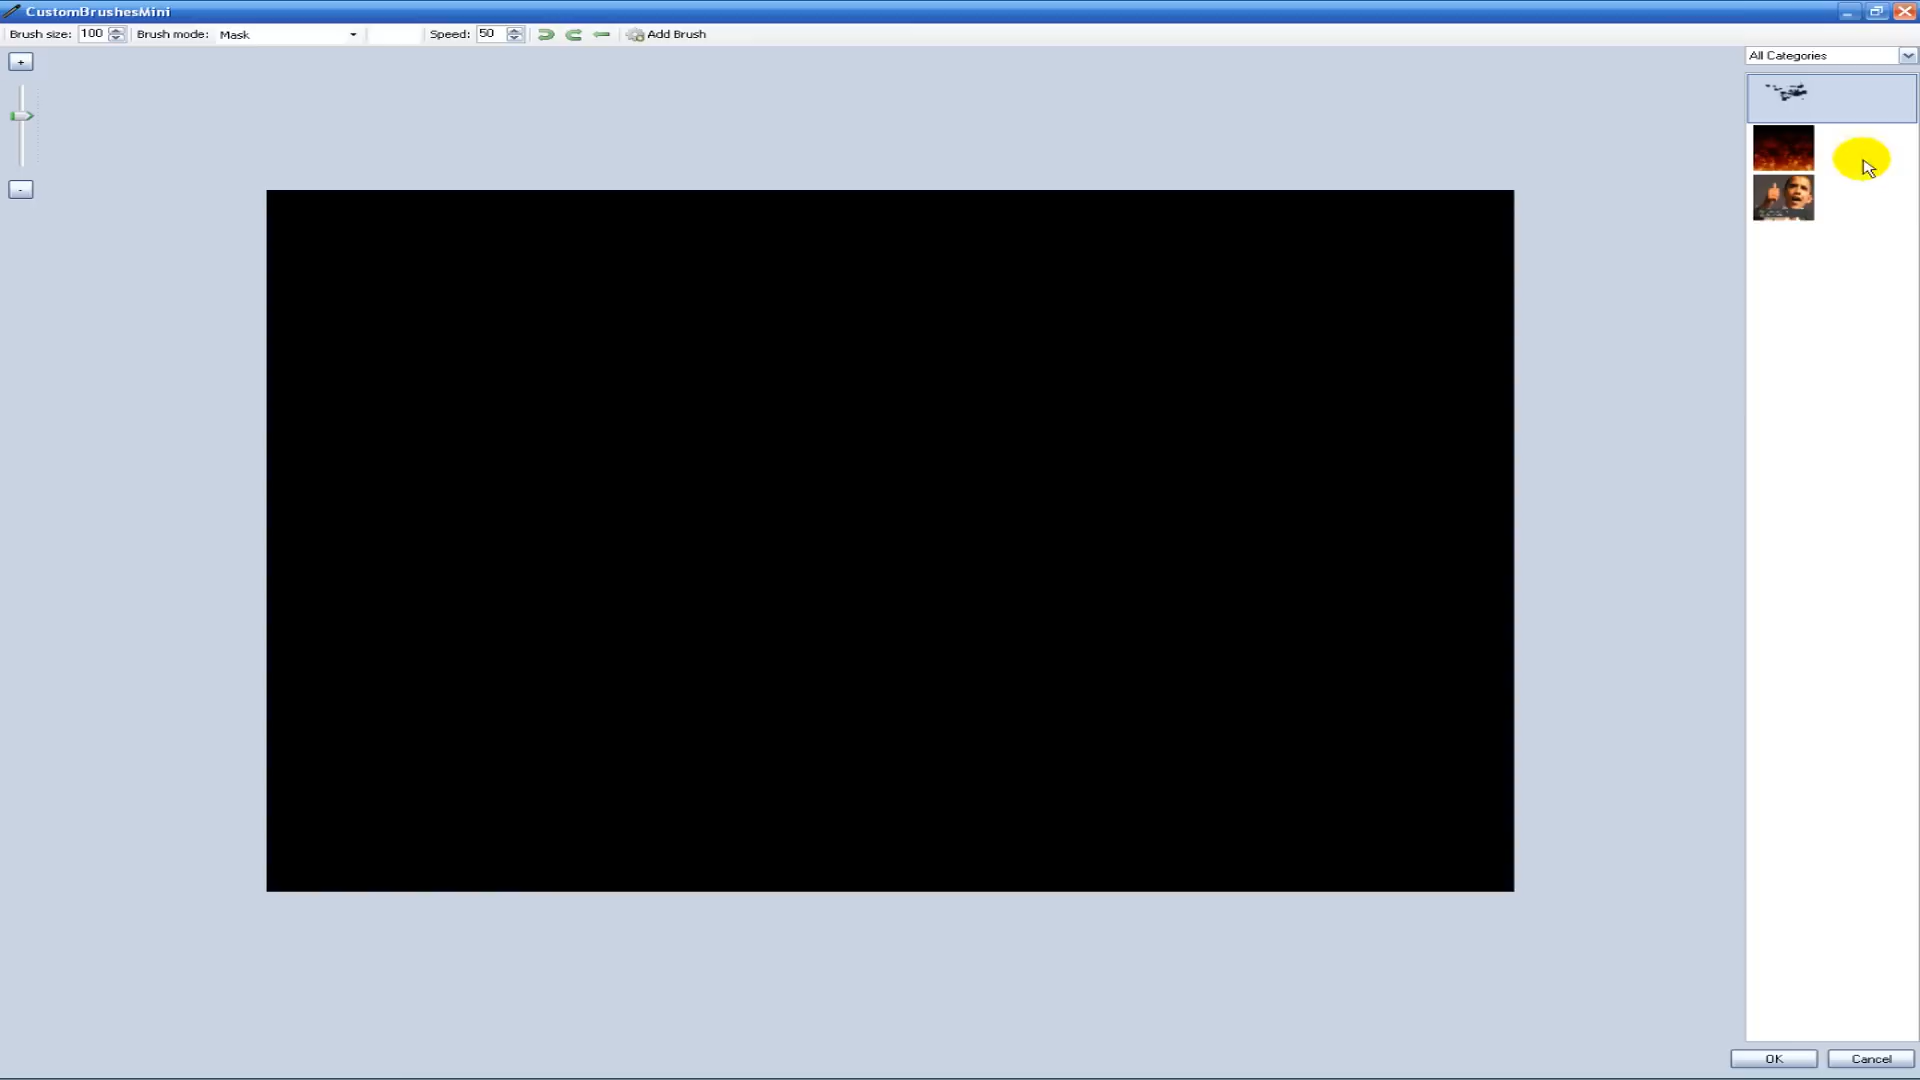 CustomBrushesMini
Brush size: 100 Brush mode: Mask Speed: 50 Add Brush
+
All Categories
-
OK Cancel